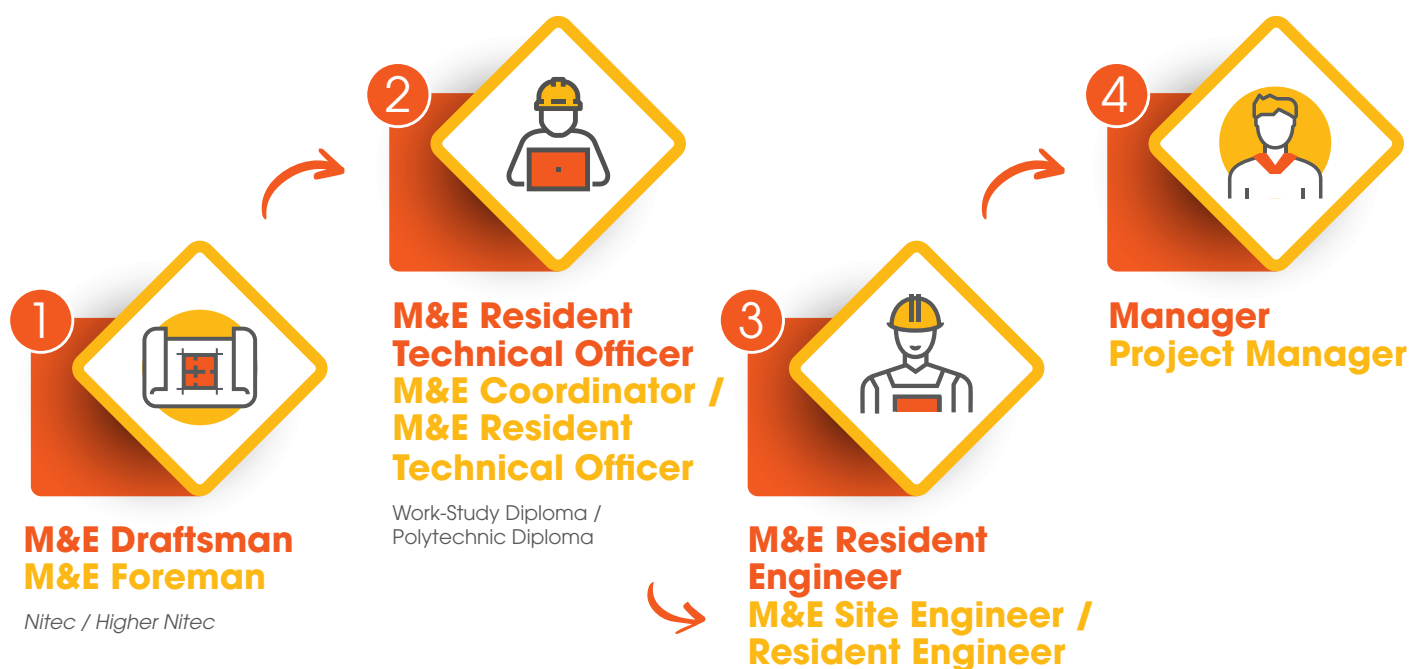 1
M&E Draftsman
M&E Foreman
Nitec / Higher Nitec
2
M&E Resident
Technical Officer
M&E Coordinator /
M&E Resident
Technical Officer
Work-Study Diploma /
Polytechnic Diploma
3
M&E Resident
Engineer
M&E Site Engineer /
Resident Engineer
4
Manager
Project Manager